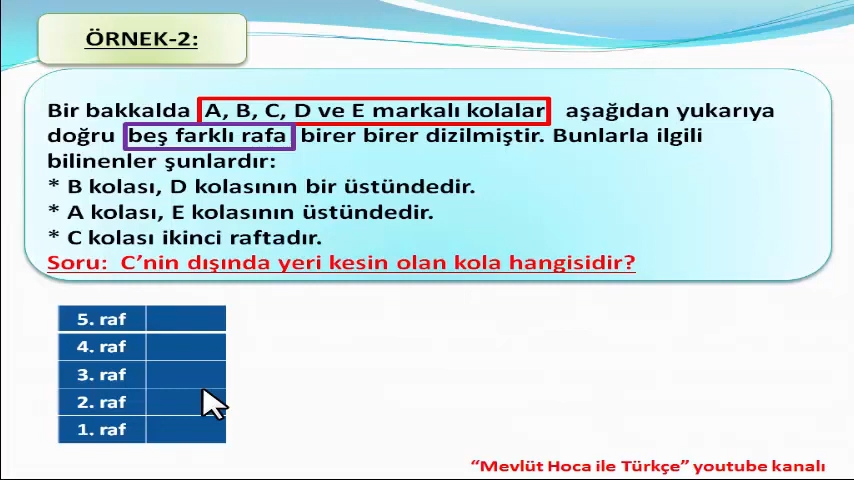 ÖRNEK-2:
Bir bakkalda A, B, C, D ve E markalı kolalar aşağıdan yukarıya
doğru beş farklı rafa birer birer dizilmiştir. Bunlarla ilgili
bilinenler şunlardır:
* B kolası, D kolasının bir üstündedir.
* A kolası, E kolasının üstündedir.
* C kolası ikinci raftadır.
Soru: C’nin dışında yeri kesin olan kola hangisidir?
5. raf
4. raf
3. raf
2. raf
1. raf
“Mevlüt Hoca ile Türkçe” youtube kanalı